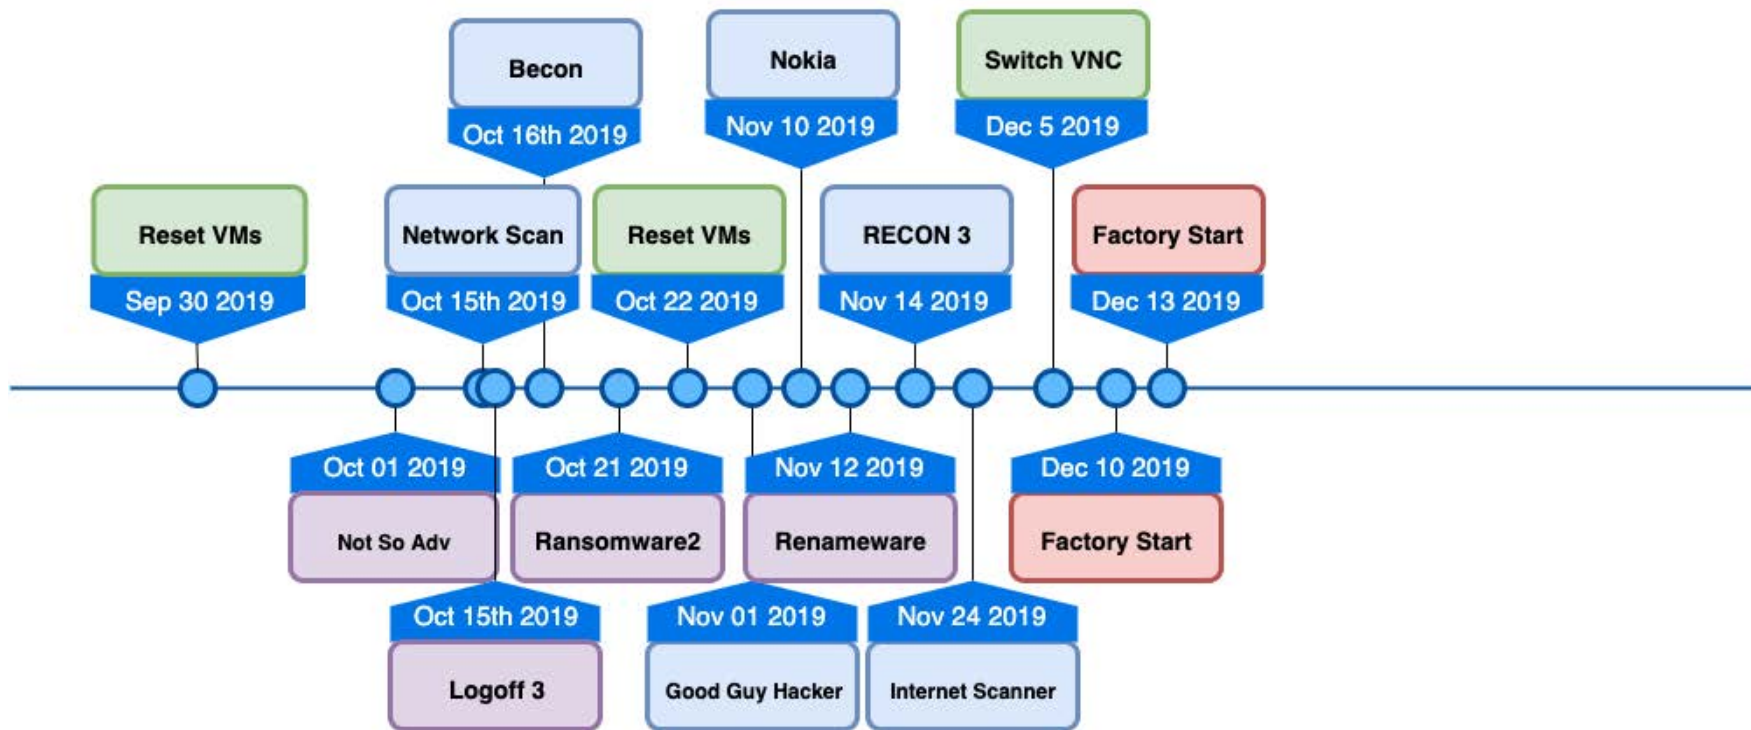 Becon
Oct 16th 2019
Nokia
Nov 10 2019
Switch VNC
Dec 5 2019
Reset VMs
Sep 30 2019
Network Scan
Oct 15th 2019
Reset VMs
Oct 22 2019
RECON 3
Nov 14 2019
Factory Start
Dec 13 2019
Oct 01 2019
Not So Adv
Oct 21 2019
Ransomware2
Nov 12 2019
Renameware
Dec 10 2019
Factory Start
Oct 15th 2019
Logoff 3
Nov 01 2019
Good Guy Hacker
Nov 24 2019
Internet Scanner